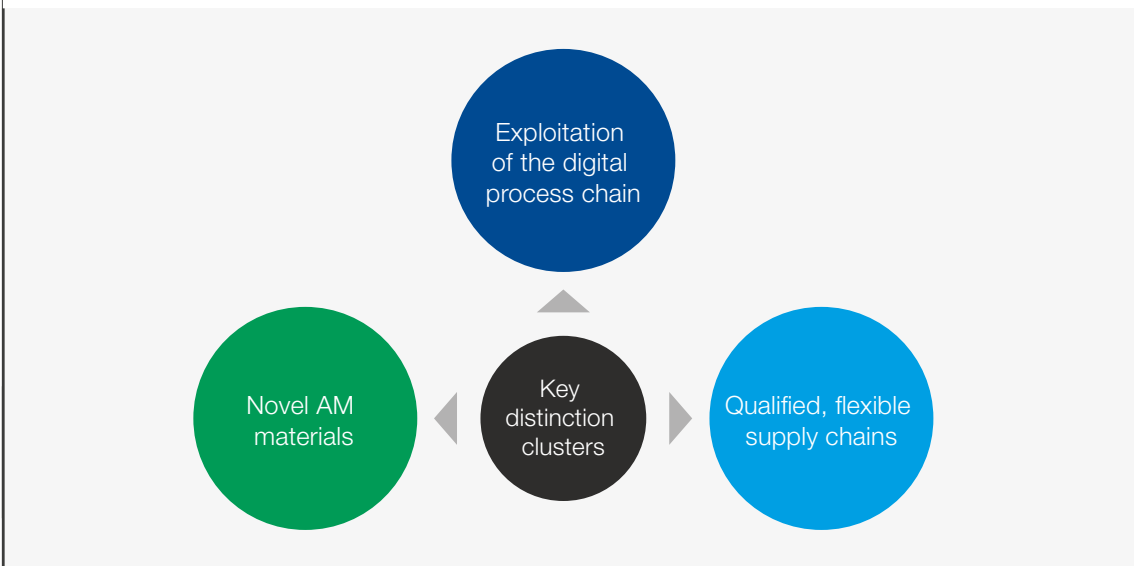 Exploitation
of the digital
process chain
Novel AM
materials
Key
distinction
clusters
Qualified, flexible
supply chains